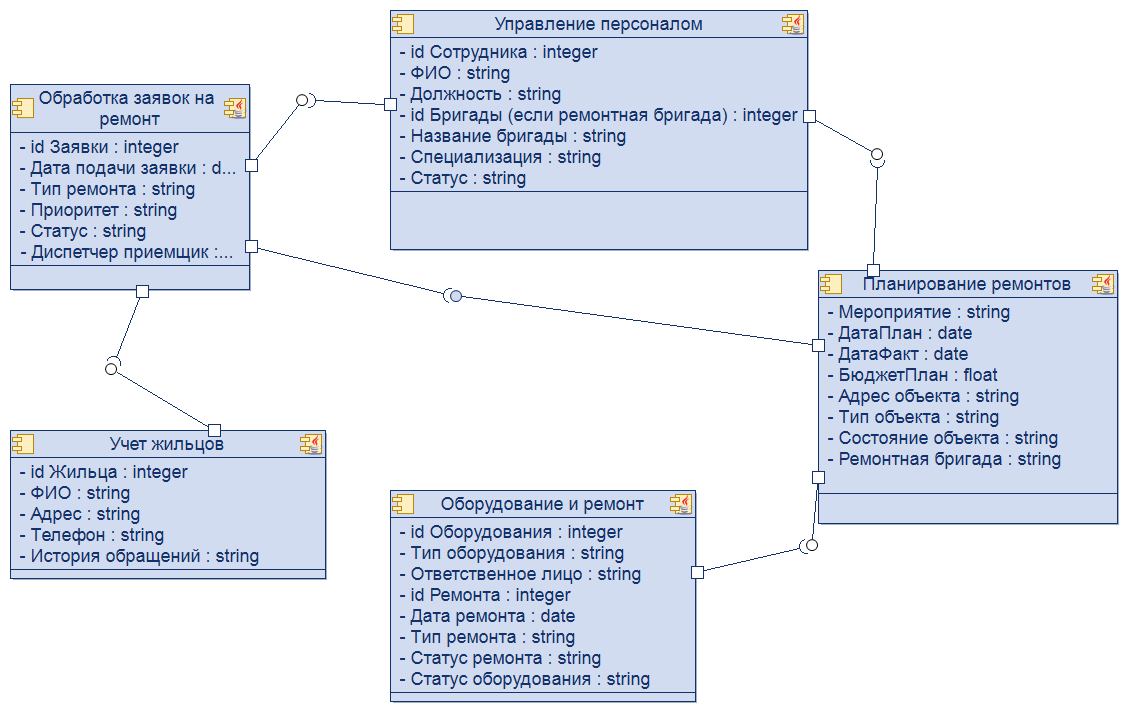 Управление персоналом
- id Сотрудника : integer
- ФИО : string
- Должность : string
- id Бригады (если ремонтная бригада) : integer
- Название бригады : string
- Специализация : string
- Статус : string
Обработка заявок на
ремонт
- id Заявки : integer
- Дата подачи заявки : d...
- Тип ремонта : string
- Приоритет : string
- Статус : string
- Диспетчер приемщик :...
Планирование ремонтов
- Мероприятие : string
- ДатаПлан : date
- ДатаФакт : date
- БюджетПлан : float
- Адрес объекта : string
- Тип объекта : string
- Состояние объекта : string
- Ремонтная бригада : string
Учет жильцов
- id Жильца : integer
- ФИО : string
- Адрес : string
- Телефон : string
- История обращений : string
Оборудование и ремонт
- id Оборудования : integer
- Тип оборудования : string
- Ответственное лицо : string
- id Ремонта : integer
- Дата ремонта : date
- Тип ремонта : string
- Статус ремонта : string
- Статус оборудования : string